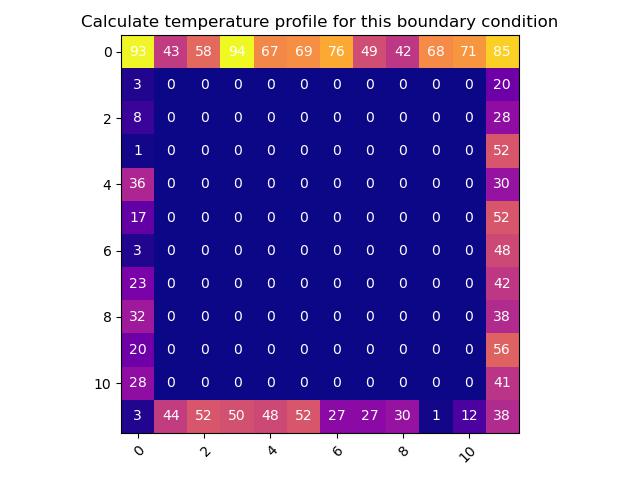 Calculate temperature profile for this boundary condition
0 93 43 58 94 67 69 76 49 42 68 71 85
3 0 0 0 0 0 0 0 0 0 0 20
2 8 0 0 0 0 0 0 0 0 0 0 28
1 0 0 0 0 0 0 0 0 0 0 52
4 36 0 0 0 0 0 0 0 0 0 0 30
17 0 0 0 0 0 0 0 0 0 0 52
6 3 0 0 0 0 0 0 0 0 0 0 48
23 0 0 0 0 0 0 0 0 0 0 42
8 32 0 0 0 0 0 0 0 0 0 0 38
20 0 0 0 0 0 0 0 0 0 0 56
10 28 0 0 0 0 0 0 0 0 0 0 41
3 44 52 50 48 52 27 27 30 1 12 38
0 2 4 6 8 10